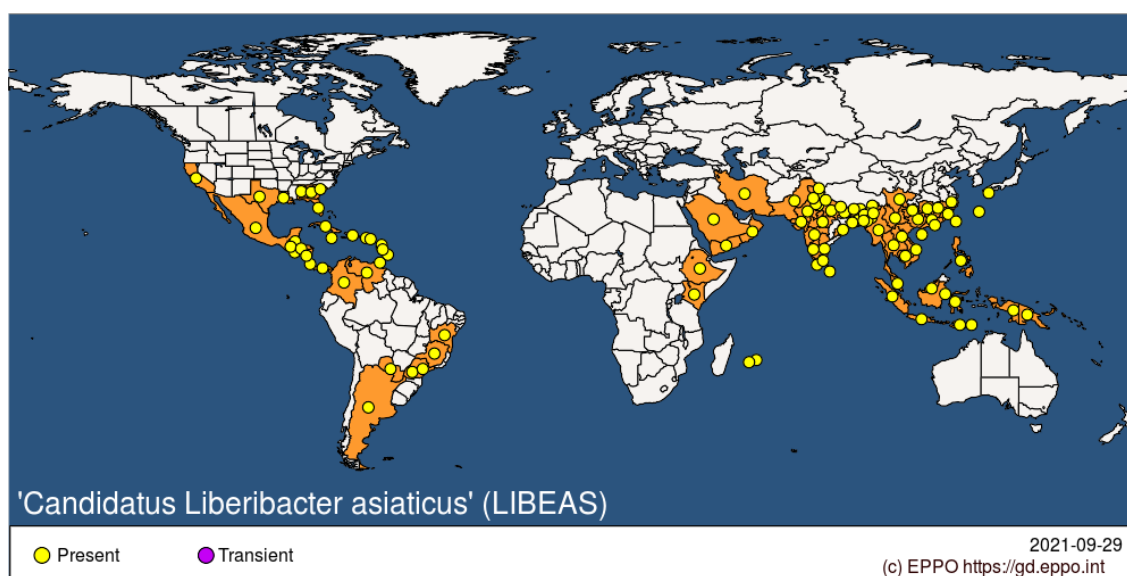 'Candidatus Liberibacter asiaticus' (LIBEAS)
Present
Transient
2021-09-29
(c) EPPO https://gd.eppo.int